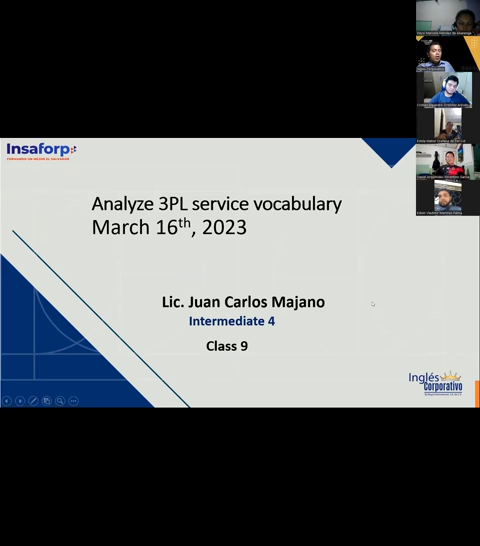 Insaforp
FORMANDO UN MEJOR EL SALVADOR
Analyze 3PL service vocabulary
March 16th, 2023
Lic. Juan Carlos Majano
Intermediate 4
Class 9
Inglés
Corporativo